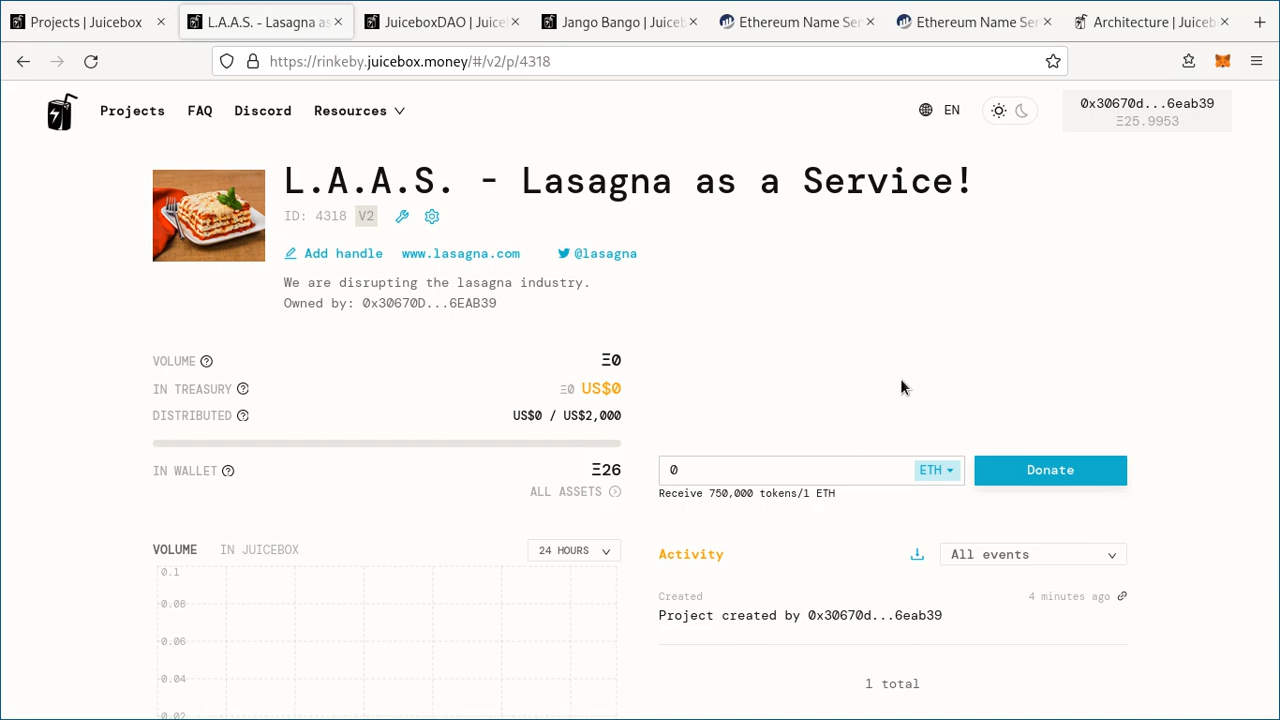 Projects | Juicebox
L.A.A.S. - Lasagna as
JuiceboxDAO | Juice
Jango Bango | Juiceb
Ethereum Name Ser
Ethereum Name Ser
Architecture | Juiceb
https://rinkeby.juicebox.money/#/v2/p/4318
Projects
FAQ
Discord
Resources
EN
0x30670d...6eab39
Ξ25.9953
L.A.A.S. - Lasagna as a Service!
ID: 4318 V2
Add handle
www.lasagna.com
@lasagna
We are disrupting the lasagna industry.
Owned by: 0x30670D...6EAB39
VOLUME
Ξ0
IN TREASURY
Ξ0 US$0
DISTRIBUTED
US$0 / US$2,000
IN WALLET
Ξ26
ALL ASSETS
0
ETH
Donate
Receive 750,000 tokens/1 ETH
VOLUME
IN JUICEBOX
24 HOURS
0.1
0.08
0.06
0.04
0.02
Activity
All events
Created
4 minutes ago
Project created by 0x30670d...6eab39
1 total